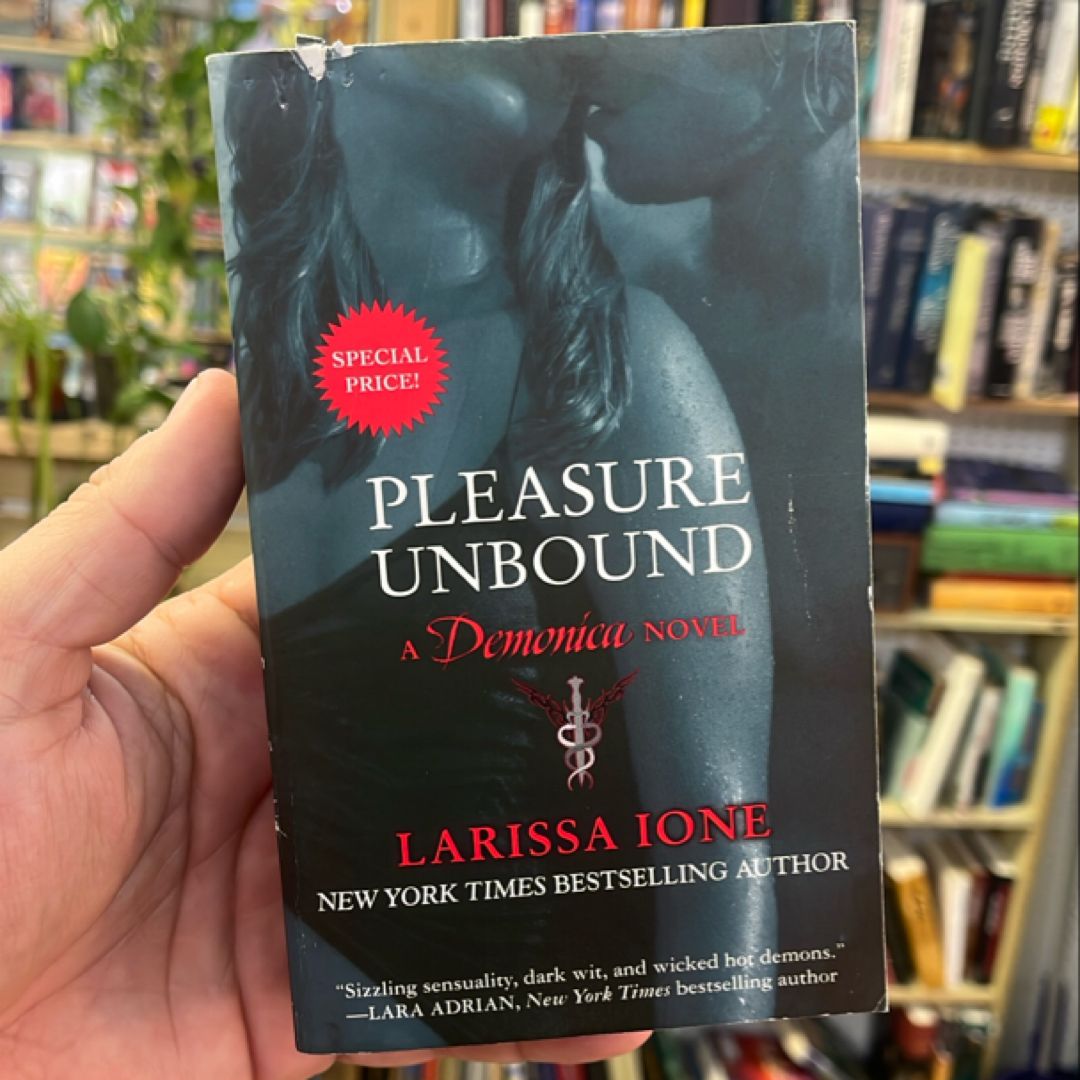 SPECIAL
PRICE!
PLEASURE
UNBOUND
A Demonica NOVEL
LARISSA IONE
NEW YORK TIMES BESTSELLING AUTHOR
“Sizzling sensuality, dark wit, and wicked hot demons.”
—LARA ADRIAN, New York Times bestselling author